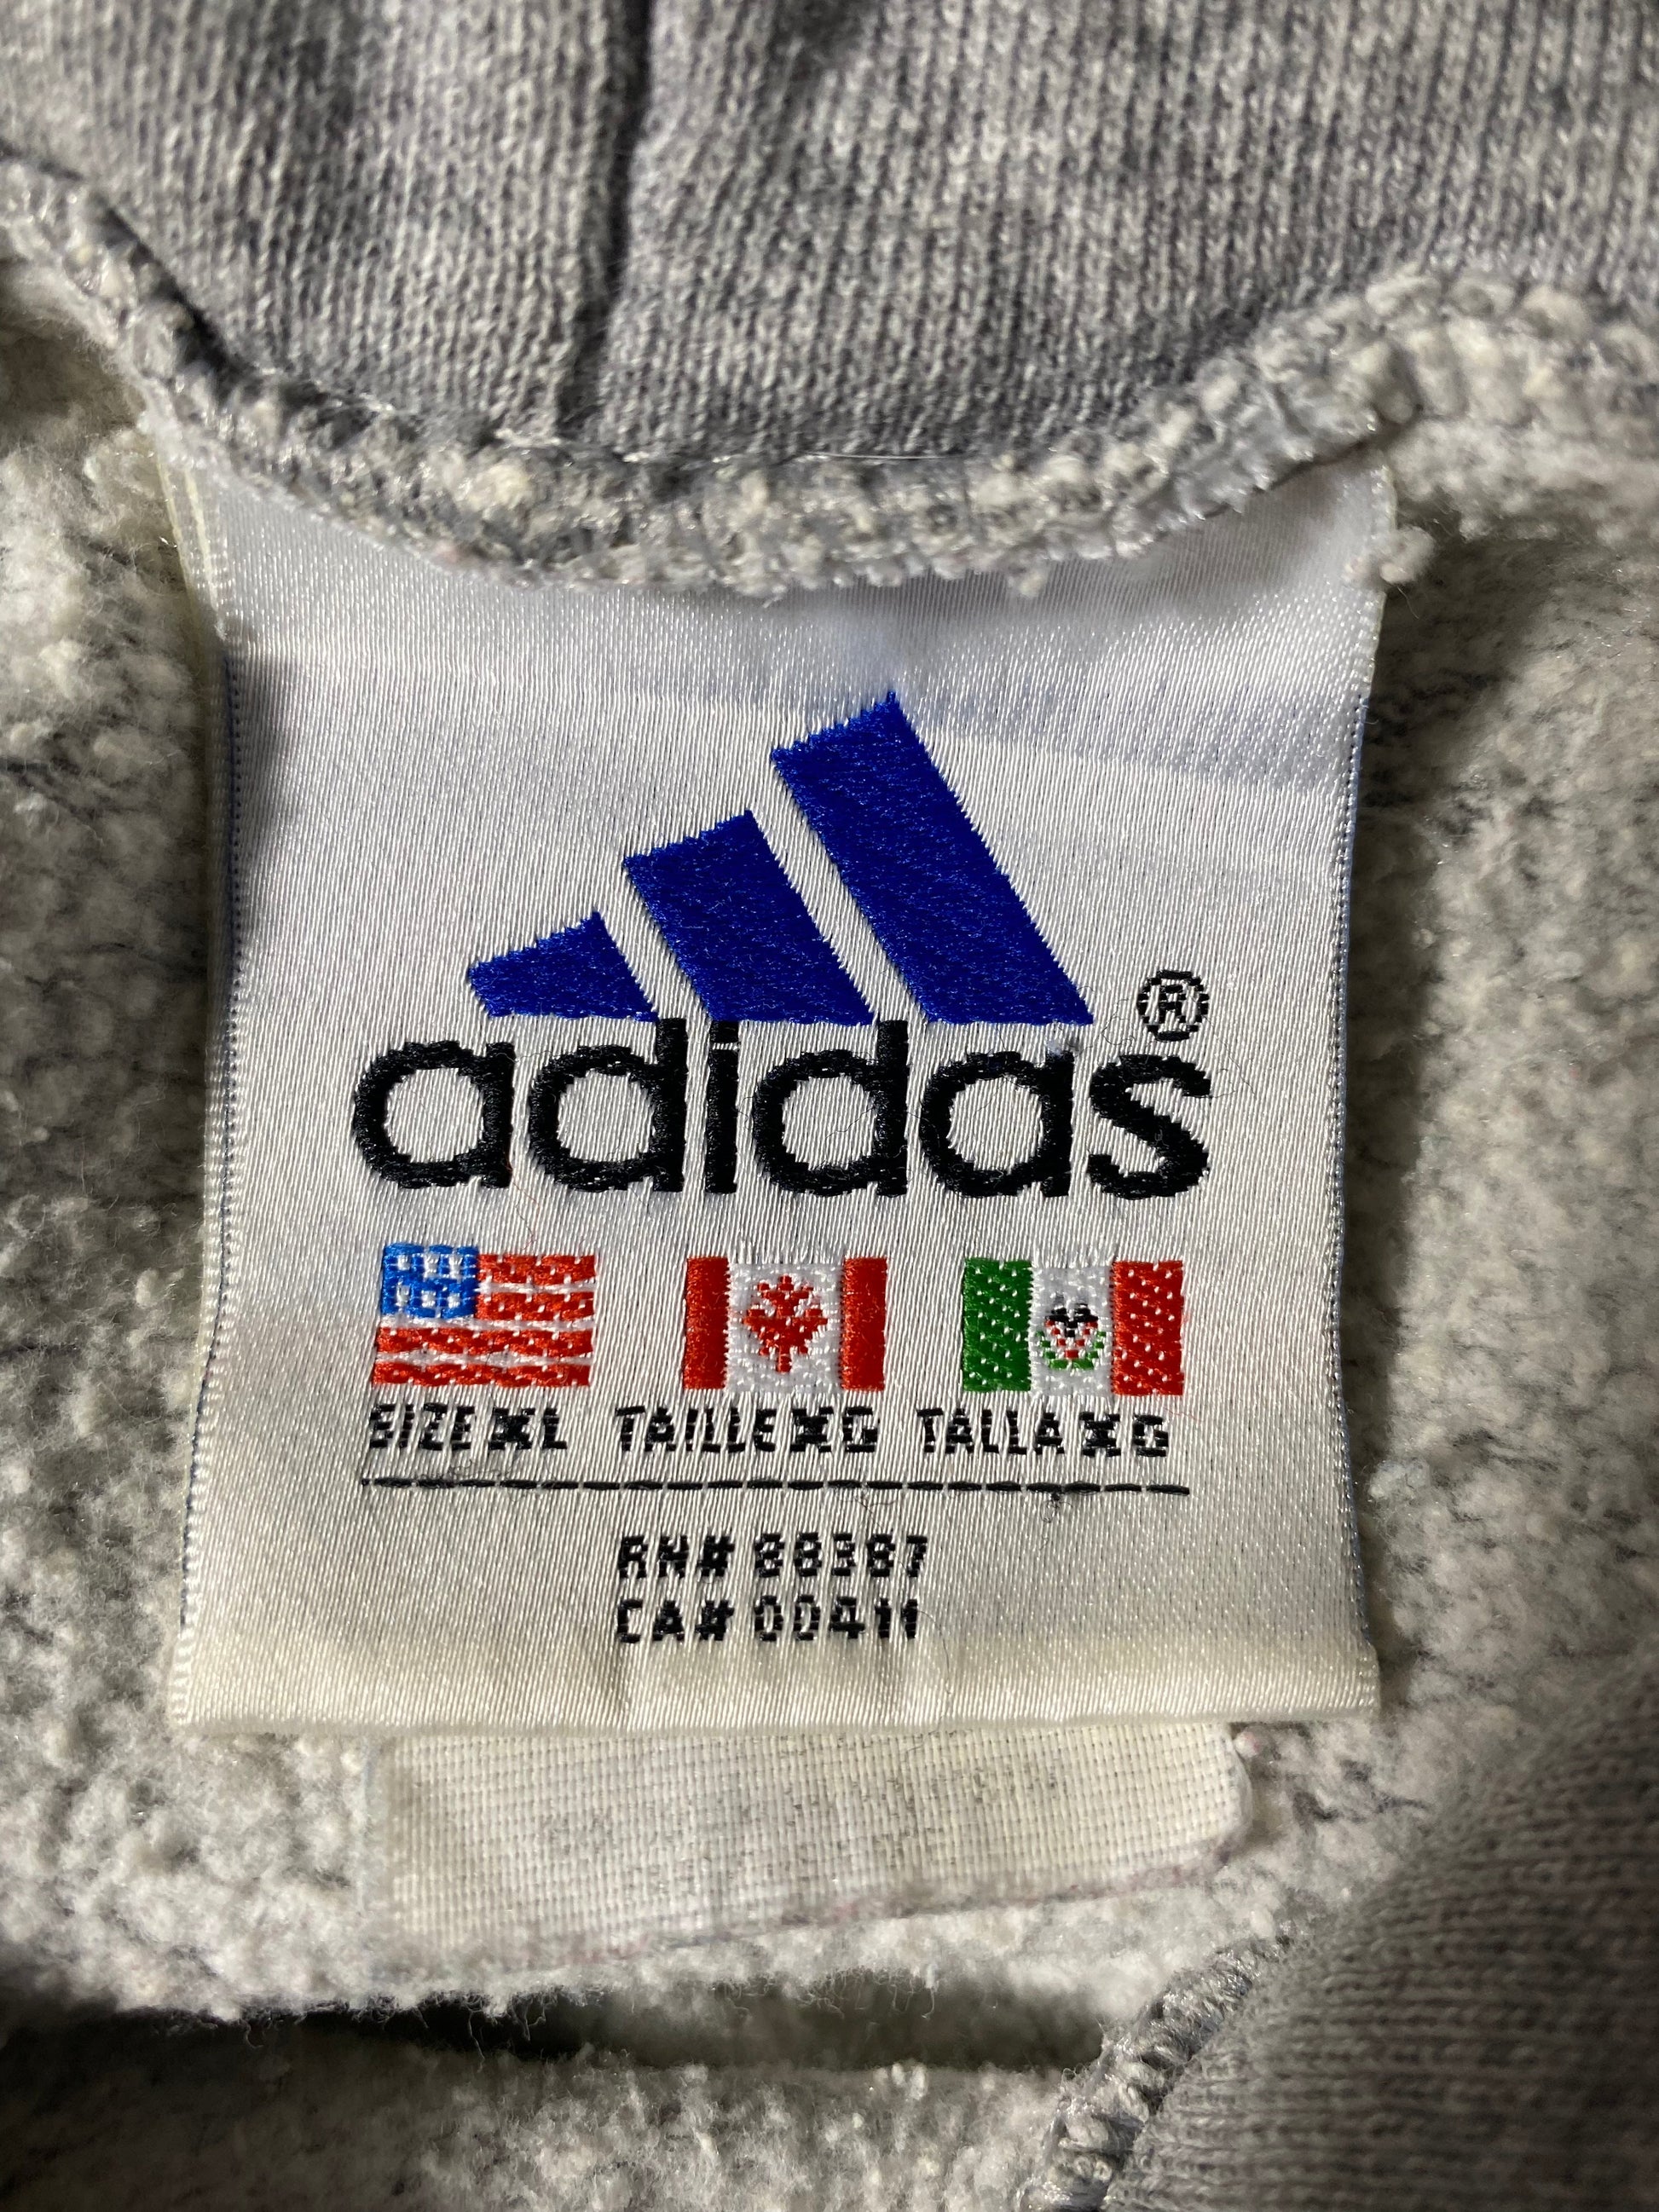 adidas®
SIZE XL TAILLE XG TALLA XG
RN# 88387
CA# 00411